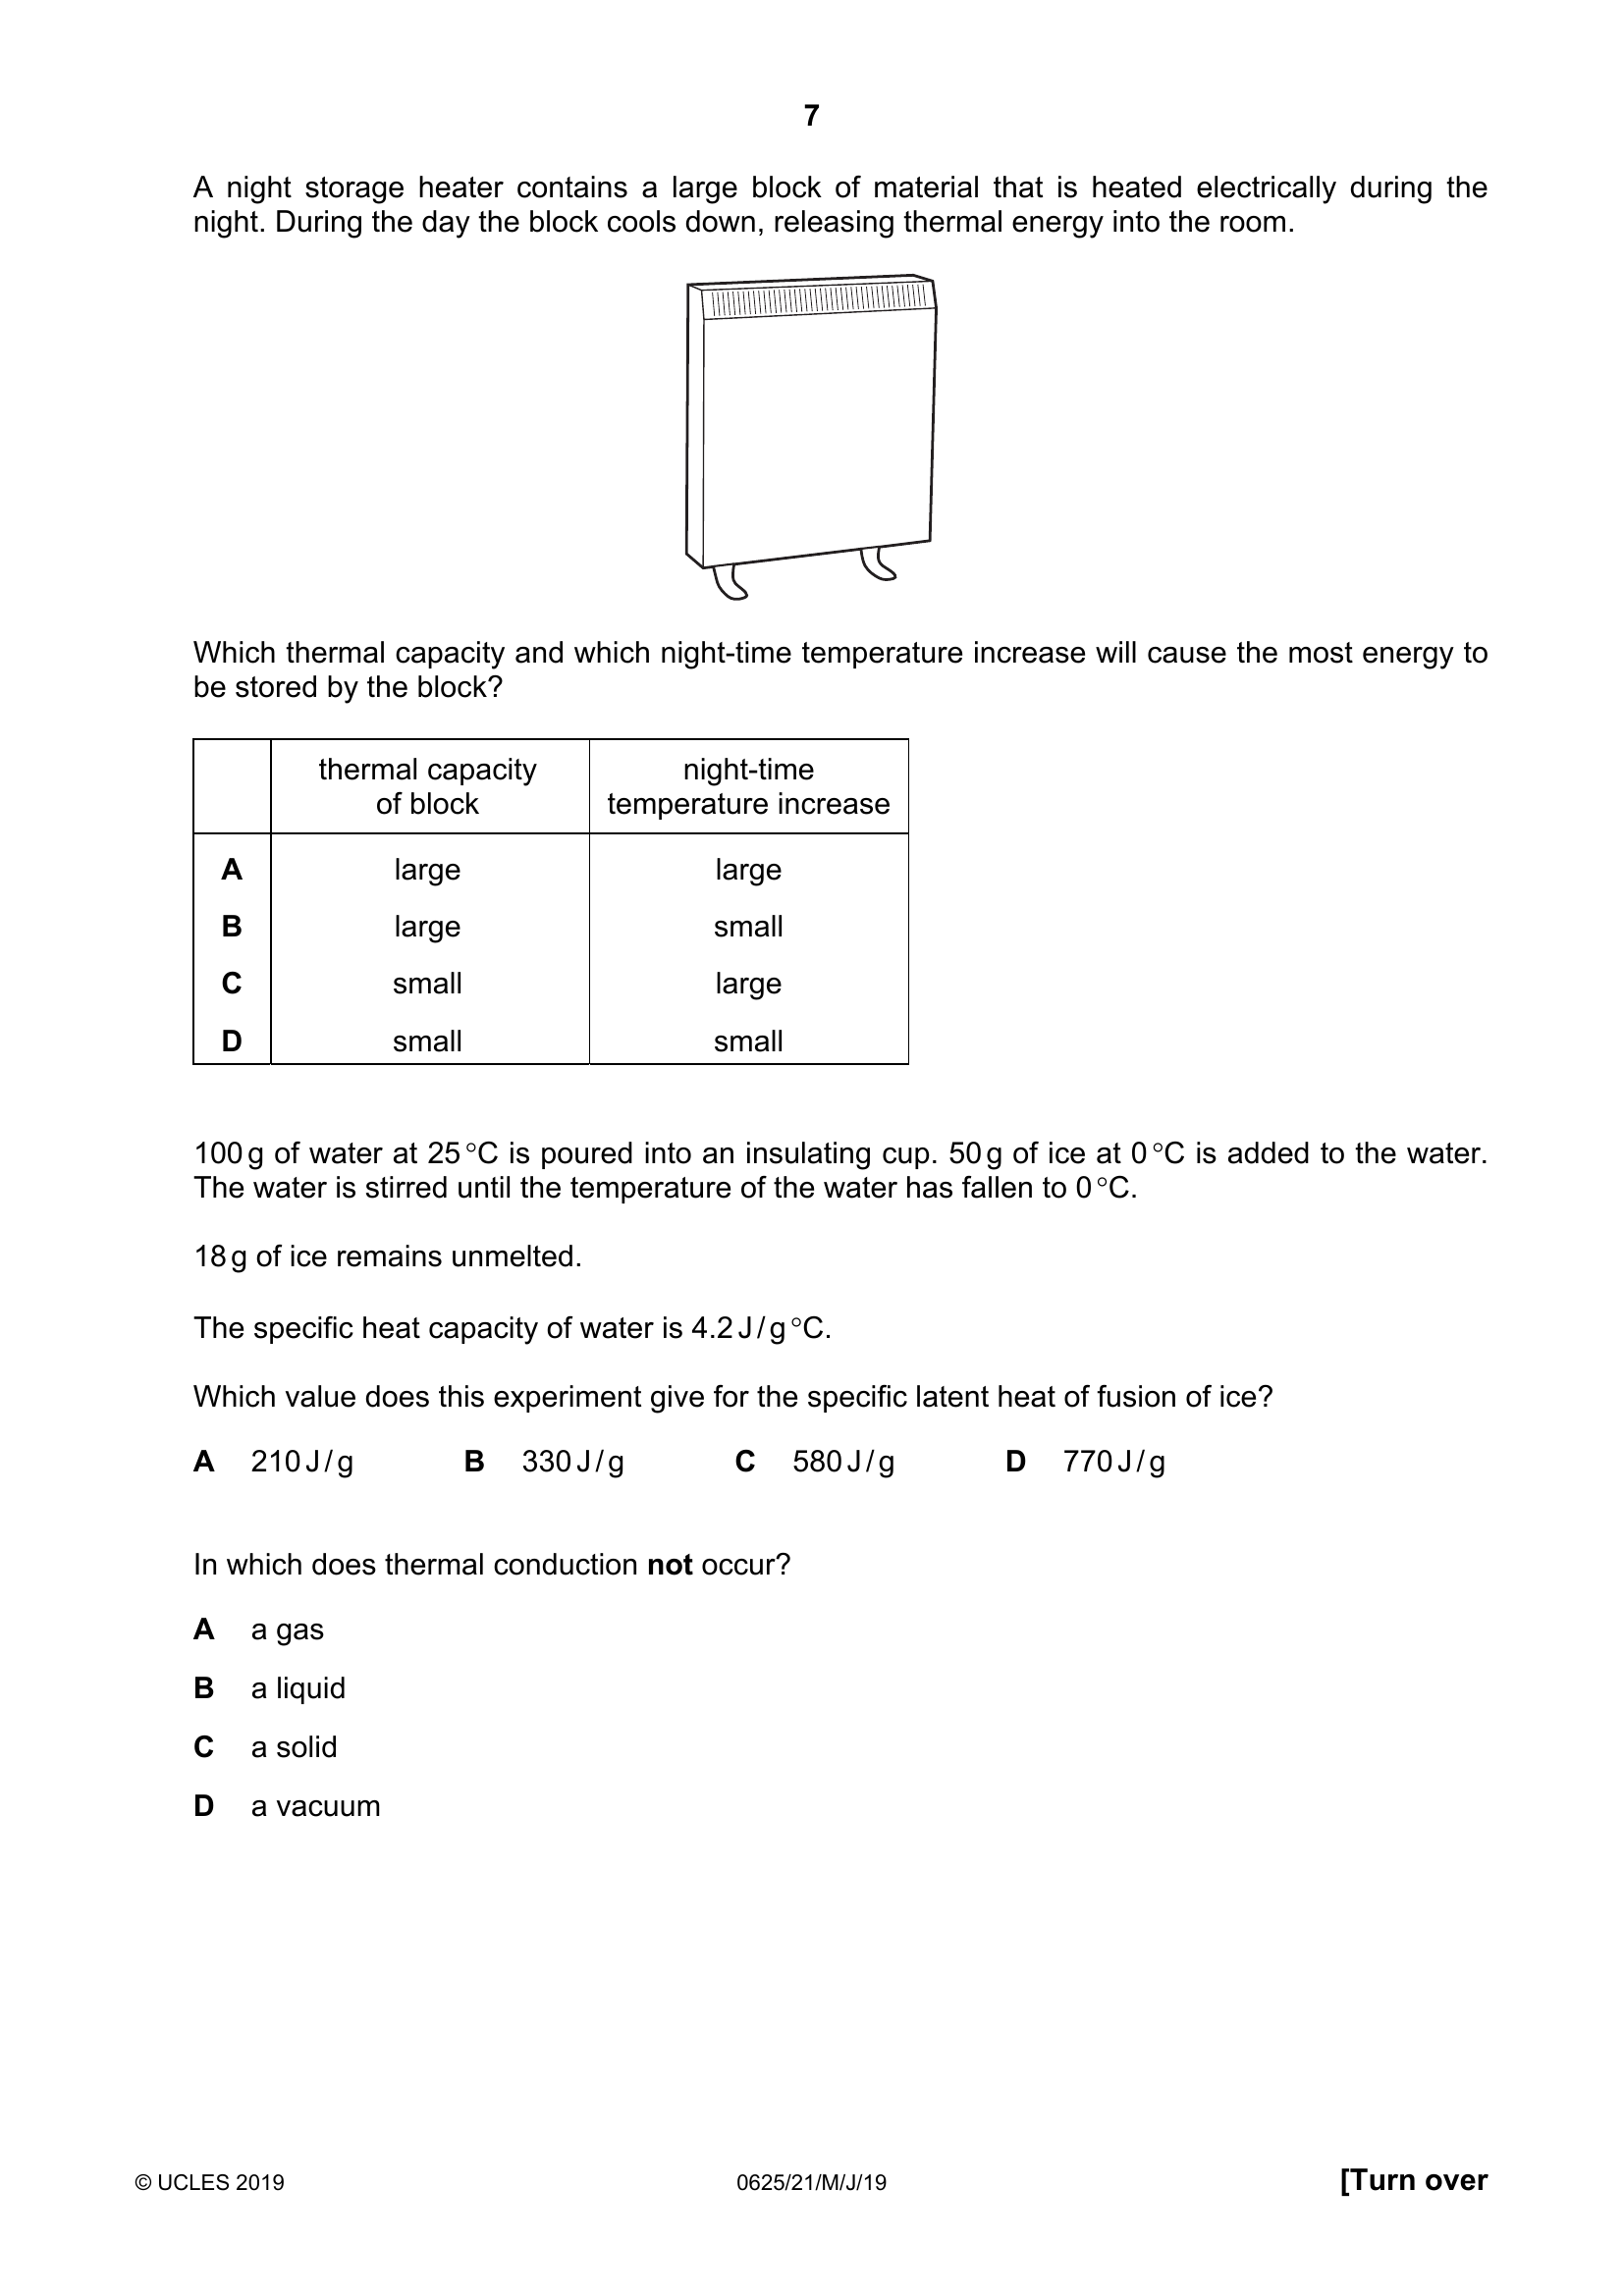 7
A night storage heater contains a large block of material that is heated electrically during the
night. During the day the block cools down, releasing thermal energy into the room.
Which thermal capacity and which night-time temperature increase will cause the most energy to
be stored by the block?
thermal capacity of block night-time temperature increase
A large large
B large small
C small large
D small small
100 g of water at 25 °C is poured into an insulating cup. 50 g of ice at 0 °C is added to the water.
The water is stirred until the temperature of the water has fallen to 0 °C.
18 g of ice remains unmelted.
The specific heat capacity of water is 4.2 J / g °C.
Which value does this experiment give for the specific latent heat of fusion of ice?
A 210 J / g B 330 J / g C 580 J / g D 770 J / g
In which does thermal conduction not occur?
A a gas
B a liquid
C a solid
D a vacuum
© UCLES 2019 0625/21/M/J/19 [Turn over